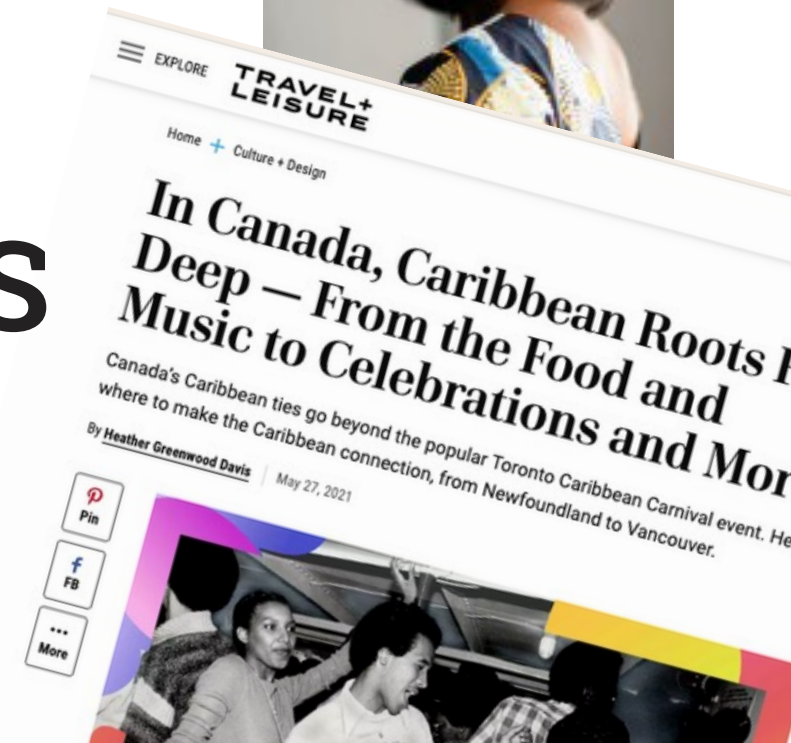 EXPLORE
TRAVEL+
LEISURE
Home + Culture + Design
In Canada, Caribbean Roots
Deep — From the Food and
Music to Celebrations and
Canada's Caribbean ties go beyond the popular Toronto Caribbean Carnival event.
where to make the Caribbean connection, from Newfoundland to Vancouver.
By Heather Greenwood Davis
May 27, 2021
s
Pin
FB
More